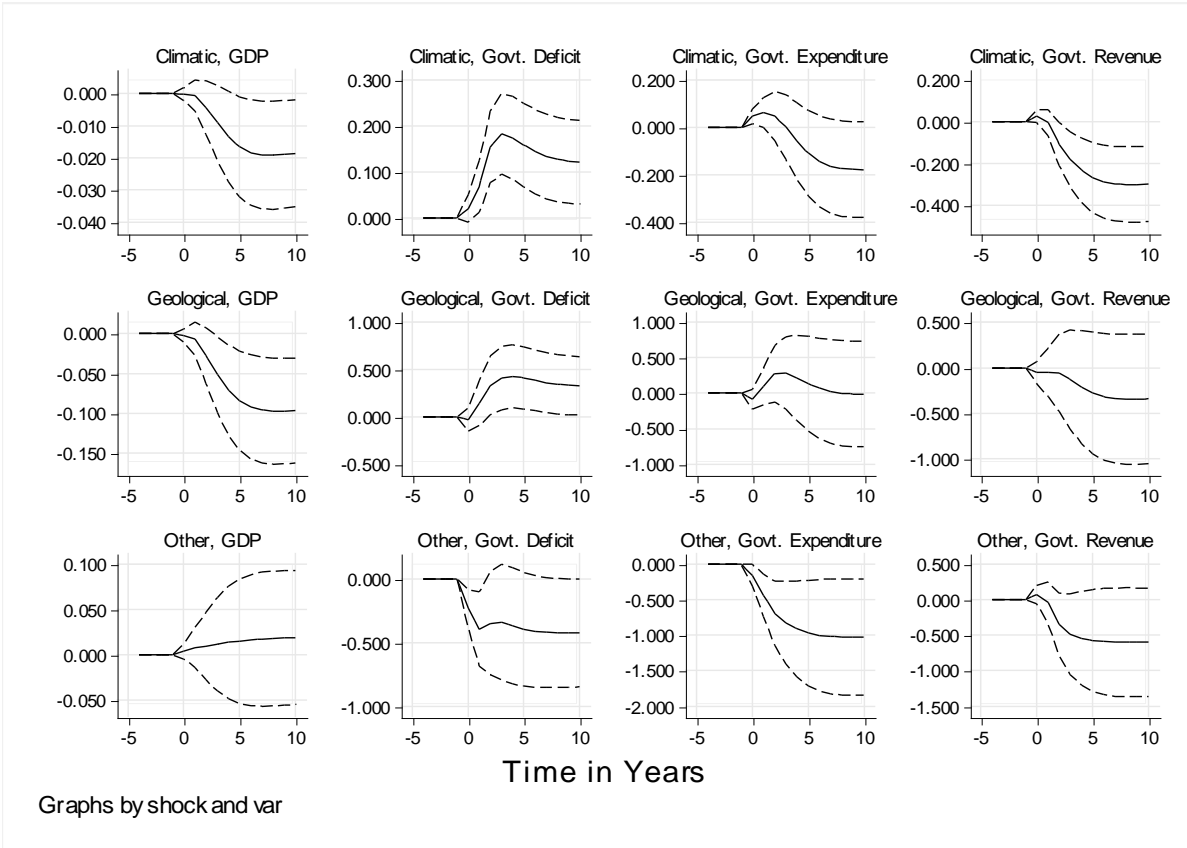 Climatic, GDP
0.000
-0.010
-0.020
-0.030
-0.040
-5 0 5 10
Climatic, Govt. Deficit
0.300
0.200
0.100
0.000
-5 0 5 10
Climatic, Govt. Expenditure
0.200
0.000
-0.200
-0.400
-5 0 5 10
Climatic, Govt. Revenue
0.200
0.000
-0.200
-0.400
-5 0 5 10
Geological, GDP
0.000
-0.050
-0.100
-0.150
-5 0 5 10
Geological, Govt. Deficit
1.000
0.500
0.000
-0.500
-5 0 5 10
Geological, Govt. Expenditure
1.000
0.500
0.000
-0.500
-1.000
-5 0 5 10
Geological, Govt. Revenue
0.500
0.000
-0.500
-1.000
-5 0 5 10
Other, GDP
0.100
0.050
0.000
-0.050
-5 0 5 10
Other, Govt. Deficit
0.000
-0.500
-1.000
-5 0 5 10
Other, Govt. Expenditure
0.000
-0.500
-1.000
-1.500
-2.000
-5 0 5 10
Other, Govt. Revenue
0.500
0.000
-0.500
-1.000
-1.500
-5 0 5 10
Time in Years
Graphs by shock and var